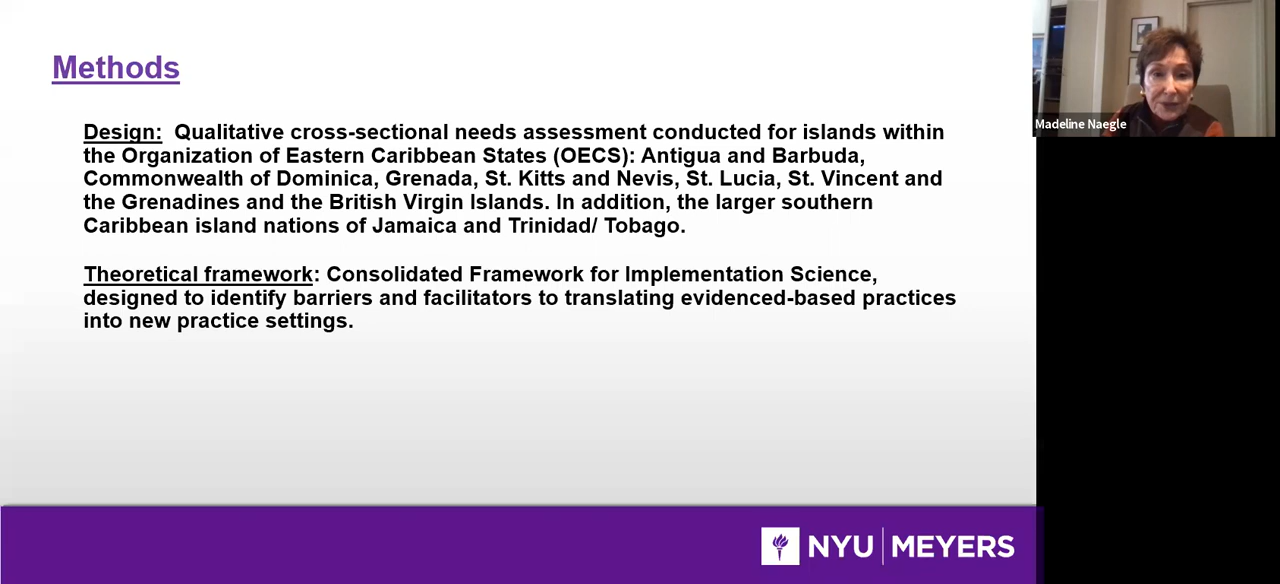 Methods
Design: Qualitative cross-sectional needs assessment conducted for islands within
the Organization of Eastern Caribbean States (OECS): Antigua and Barbuda,
Commonwealth of Dominica, Grenada, St. Kitts and Nevis, St. Lucia, St. Vincent and
the Grenadines and the British Virgin Islands. In addition, the larger southern
Caribbean island nations of Jamaica and Trinidad/ Tobago.
Theoretical framework: Consolidated Framework for Implementation Science,
designed to identify barriers and facilitators to translating evidenced-based practices
into new practice settings.
NYU MEYERS
Madeline Naegle